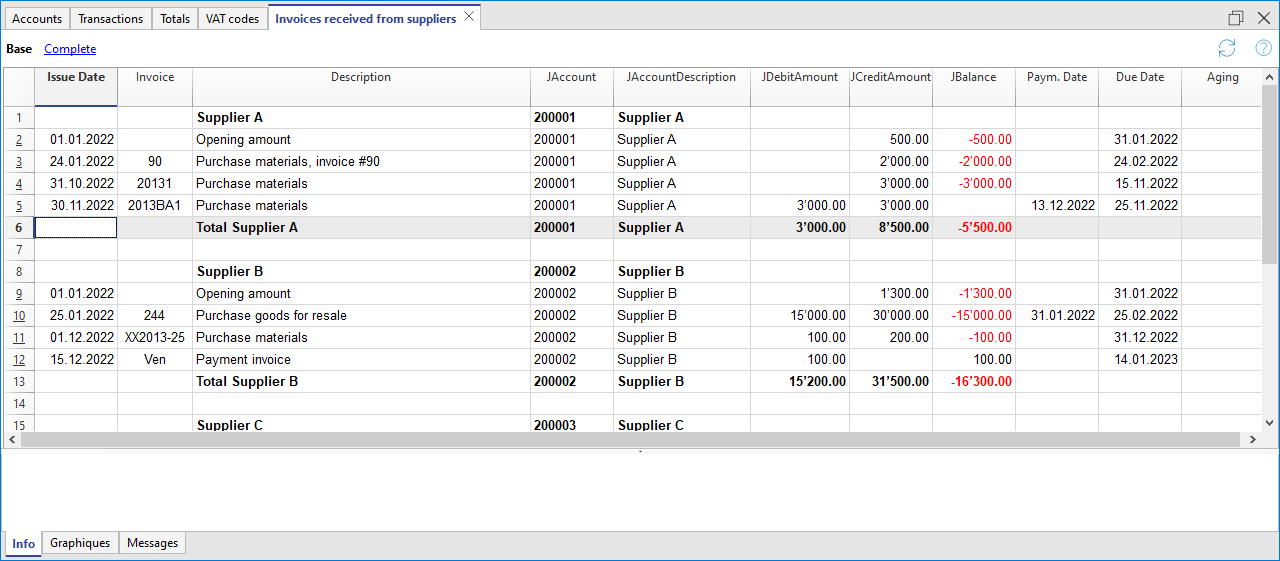 Accounts Transactions Totals VAT codes Invoices received from suppliers
Base Complete
Issue Date Invoice Description JAccount JAccountDescription JDebitAmount JCreditAmount JBalance Paym. Date Due Date Aging
1 Supplier A 200001 Supplier A
2 01.01.2022 Opening amount 200001 Supplier A 500.00 -500.00 31.01.2022
3 24.01.2022 90 Purchase materials, invoice #90 200001 Supplier A 2'000.00 -2'000.00 24.02.2022
4 31.10.2022 20131 Purchase materials 200001 Supplier A 3'000.00 -3'000.00 15.11.2022
5 30.11.2022 2013BA1 Purchase materials 200001 Supplier A 3'000.00 3'000.00 13.12.2022 25.11.2022
6 Total Supplier A 200001 Supplier A 3'000.00 8'500.00 -5'500.00
7
8 Supplier B 200002 Supplier B
9 01.01.2022 Opening amount 200002 Supplier B 1'300.00 -1'300.00 31.01.2022
10 25.01.2022 244 Purchase goods for resale 200002 Supplier B 15'000.00 30'000.00 -15'000.00 31.01.2022 25.02.2022
11 01.12.2022 XX2013-25 Purchase materials 200002 Supplier B 100.00 200.00 -100.00 31.12.2022
12 15.12.2022 Ven Payment invoice 200002 Supplier B 100.00 100.00 14.01.2023
13 Total Supplier B 200002 Supplier B 15'200.00 31'500.00 -16'300.00
14
15 Supplier C 200003 Supplier C
Info Graphiques Messages